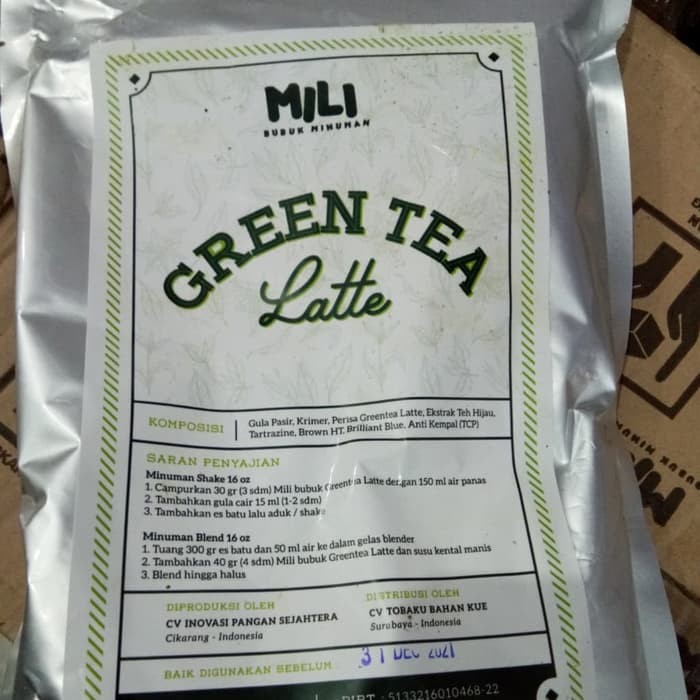 MILI
BUBUK MINUMAN
GREEN TEA
Latte
KOMPOSISI
Gula Pasir, Krimer, Perisa Greentea Latte, Ekstrak Teh Hijau,
Tartrazine, Brown HT, Brilliant Blue, Anti Kempal (TCP)
SARAN PENYAJIAN
Minuman Shake 16 oz
1. Campurkan 30 gr (3 sdm) Mili bubuk Greentea Latte dengan 150 ml air panas
2. Tambahkan gula cair 15 ml (1-2 sdm)
3. Tambahkan es batu lalu aduk / shake
Minuman Blend 16 oz
1. Tuang 300 gr es batu dan 50 ml air ke dalam gelas blender
2. Tambahkan 40 gr (4 sdm) Mili bubuk Greentea Latte dan susu kental manis
3. Blend hingga halus
DIPRODUKSI OLEH
CV INOVASI PANGAN SEJAHTERA
Cikarang - Indonesia
DISTRIBUSI OLEH
CV TOBAKU BAHAN KUE
Surabaya - Indonesia
BAIK DIGUNAKAN SEBELUM :
31 DEC 2021
PIRT : 5133216010468-22